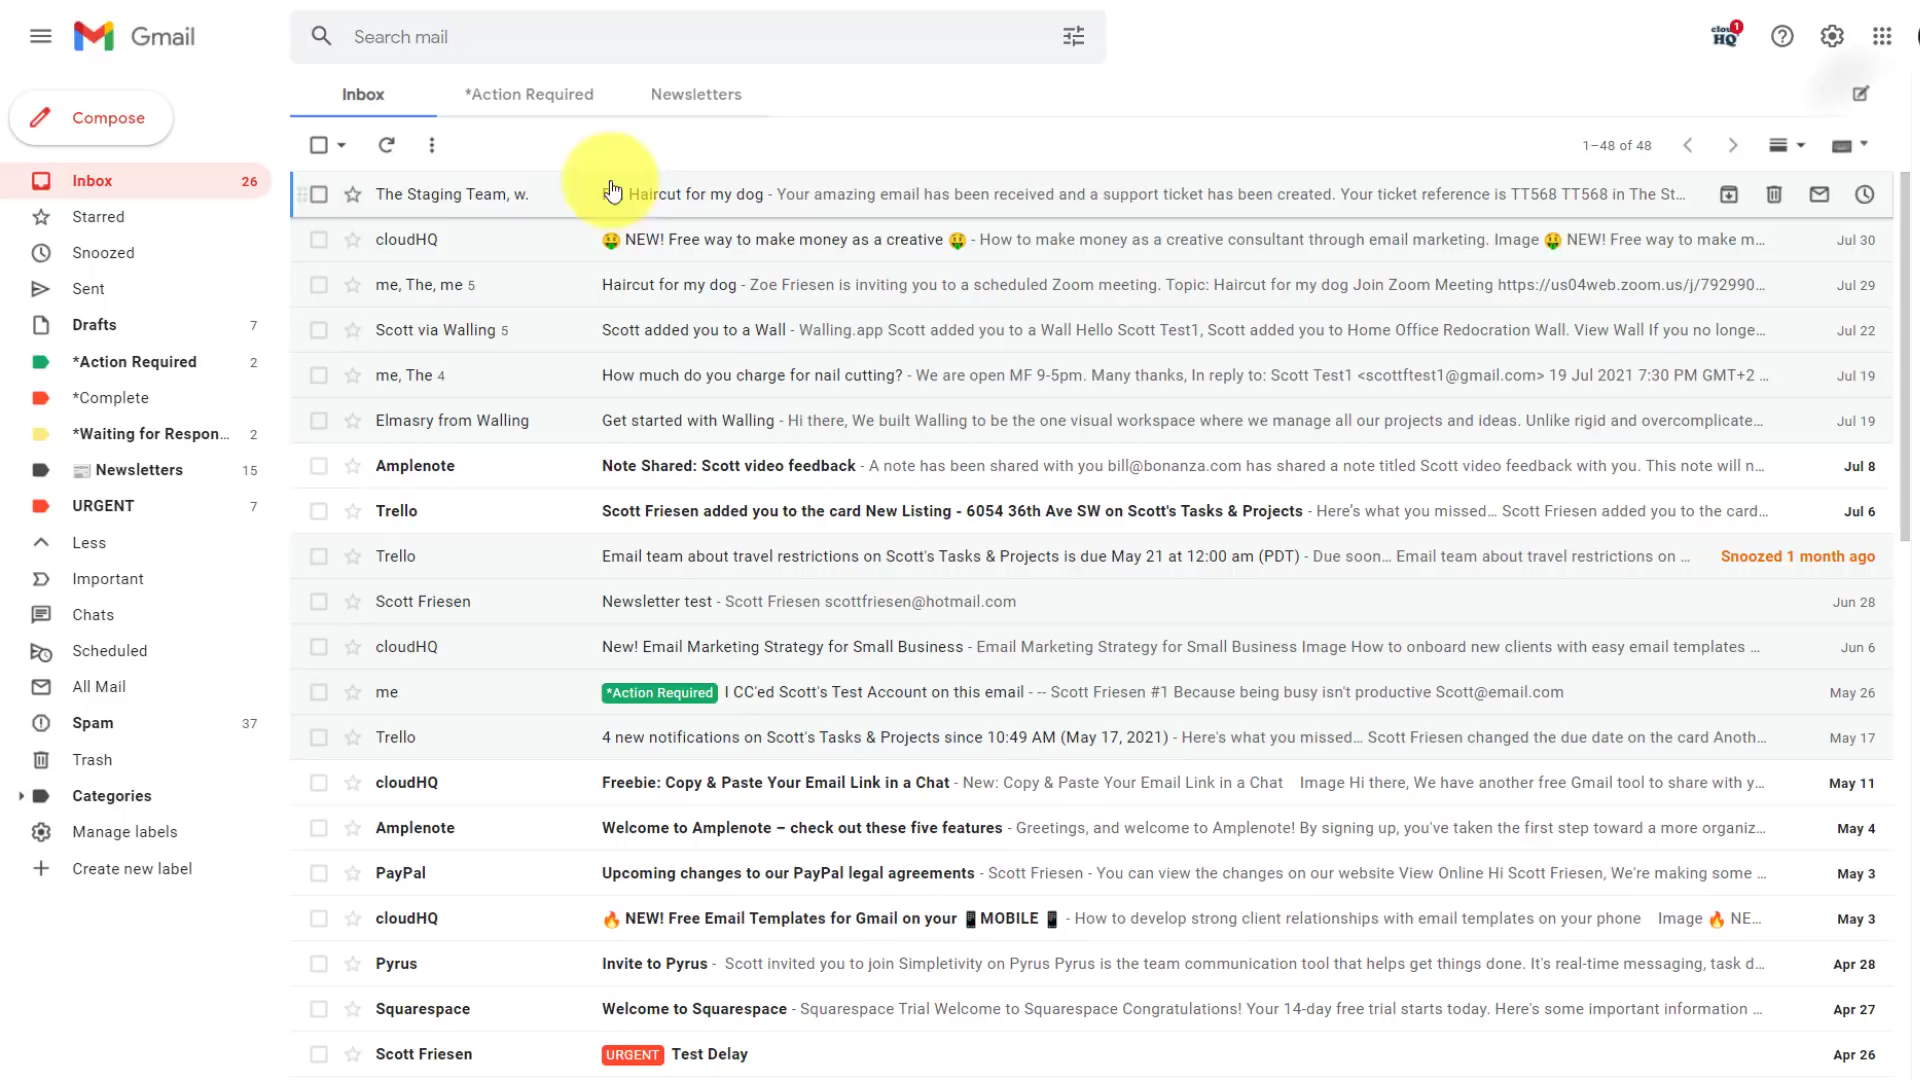 Gmail
Search mail
cloudHQ 1
Compose
Inbox *Action Required Newsletters
1–48 of 48
Inbox 26
Starred
Snoozed
Sent
Drafts 7
*Action Required 2
*Complete
*Waiting for Respon... 2
Newsletters 15
URGENT 7
Less
Important
Chats
Scheduled
All Mail
Spam 37
Trash
Categories
Manage labels
Create new label
The Staging Team, w. Haircut for my dog - Your amazing email has been received and a support ticket has been created. Your ticket reference is TT568 TT568 in The St...
cloudHQ 🤑 NEW! Free way to make money as a creative 🤑 - How to make money as a creative consultant through email marketing. Image 🤑 NEW! Free way to make m... Jul 30
me, The, me 5 Haircut for my dog - Zoe Friesen is inviting you to a scheduled Zoom meeting. Topic: Haircut for my dog Join Zoom Meeting https://us04web.zoom.us/j/792990... Jul 29
Scott via Walling 5 Scott added you to a Wall - Walling.app Scott added you to a Wall Hello Scott Test1, Scott added you to Home Office Redocration Wall. View Wall If you no longe... Jul 22
me, The 4 How much do you charge for nail cutting? - We are open MF 9-5pm. Many thanks, In reply to: Scott Test1 <scottftest1@gmail.com> 19 Jul 2021 7:30 PM GMT+2 ... Jul 19
Elmasry from Walling Get started with Walling - Hi there, We built Walling to be the one visual workspace where we manage all our projects and ideas. Unlike rigid and overcomplicate... Jul 19
Amplenote Note Shared: Scott video feedback - A note has been shared with you bill@bonanza.com has shared a note titled Scott video feedback with you. This note will n... Jul 8
Trello Scott Friesen added you to the card New Listing - 6054 36th Ave SW on Scott's Tasks & Projects - Here's what you missed... Scott Friesen added you to the card... Jul 6
Trello Email team about travel restrictions on Scott's Tasks & Projects is due May 21 at 12:00 am (PDT) - Due soon... Email team about travel restrictions on ... Snoozed 1 month ago
Scott Friesen Newsletter test - Scott Friesen scottfriesen@hotmail.com Jun 28
cloudHQ New! Email Marketing Strategy for Small Business - Email Marketing Strategy for Small Business Image How to onboard new clients with easy email templates ... Jun 6
me *Action Required I CC'ed Scott's Test Account on this email - -- Scott Friesen #1 Because being busy isn't productive Scott@email.com May 26
Trello 4 new notifications on Scott's Tasks & Projects since 10:49 AM (May 17, 2021) - Here's what you missed... Scott Friesen changed the due date on the card Anoth... May 17
cloudHQ Freebie: Copy & Paste Your Email Link in a Chat - New: Copy & Paste Your Email Link in a Chat Image Hi there, We have another free Gmail tool to share with y... May 11
Amplenote Welcome to Amplenote – check out these five features - Greetings, and welcome to Amplenote! By signing up, you've taken the first step toward a more organiz... May 4
PayPal Upcoming changes to our PayPal legal agreements - Scott Friesen - You can view the changes on our website View Online Hi Scott Friesen, We're making some ... May 3
cloudHQ 🔥 NEW! Free Email Templates for Gmail on your 📱MOBILE 📱 - How to develop strong client relationships with email templates on your phone Image 🔥 NE... May 3
Pyrus Invite to Pyrus - Scott invited you to join Simpletivity on Pyrus Pyrus is the team communication tool that helps get things done. It's real-time messaging, task d... Apr 28
Squarespace Welcome to Squarespace - Squarespace Trial Welcome to Squarespace Congratulations! Your 14-day free trial starts today. Here's some important information ... Apr 27
Scott Friesen URGENT Test Delay Apr 26